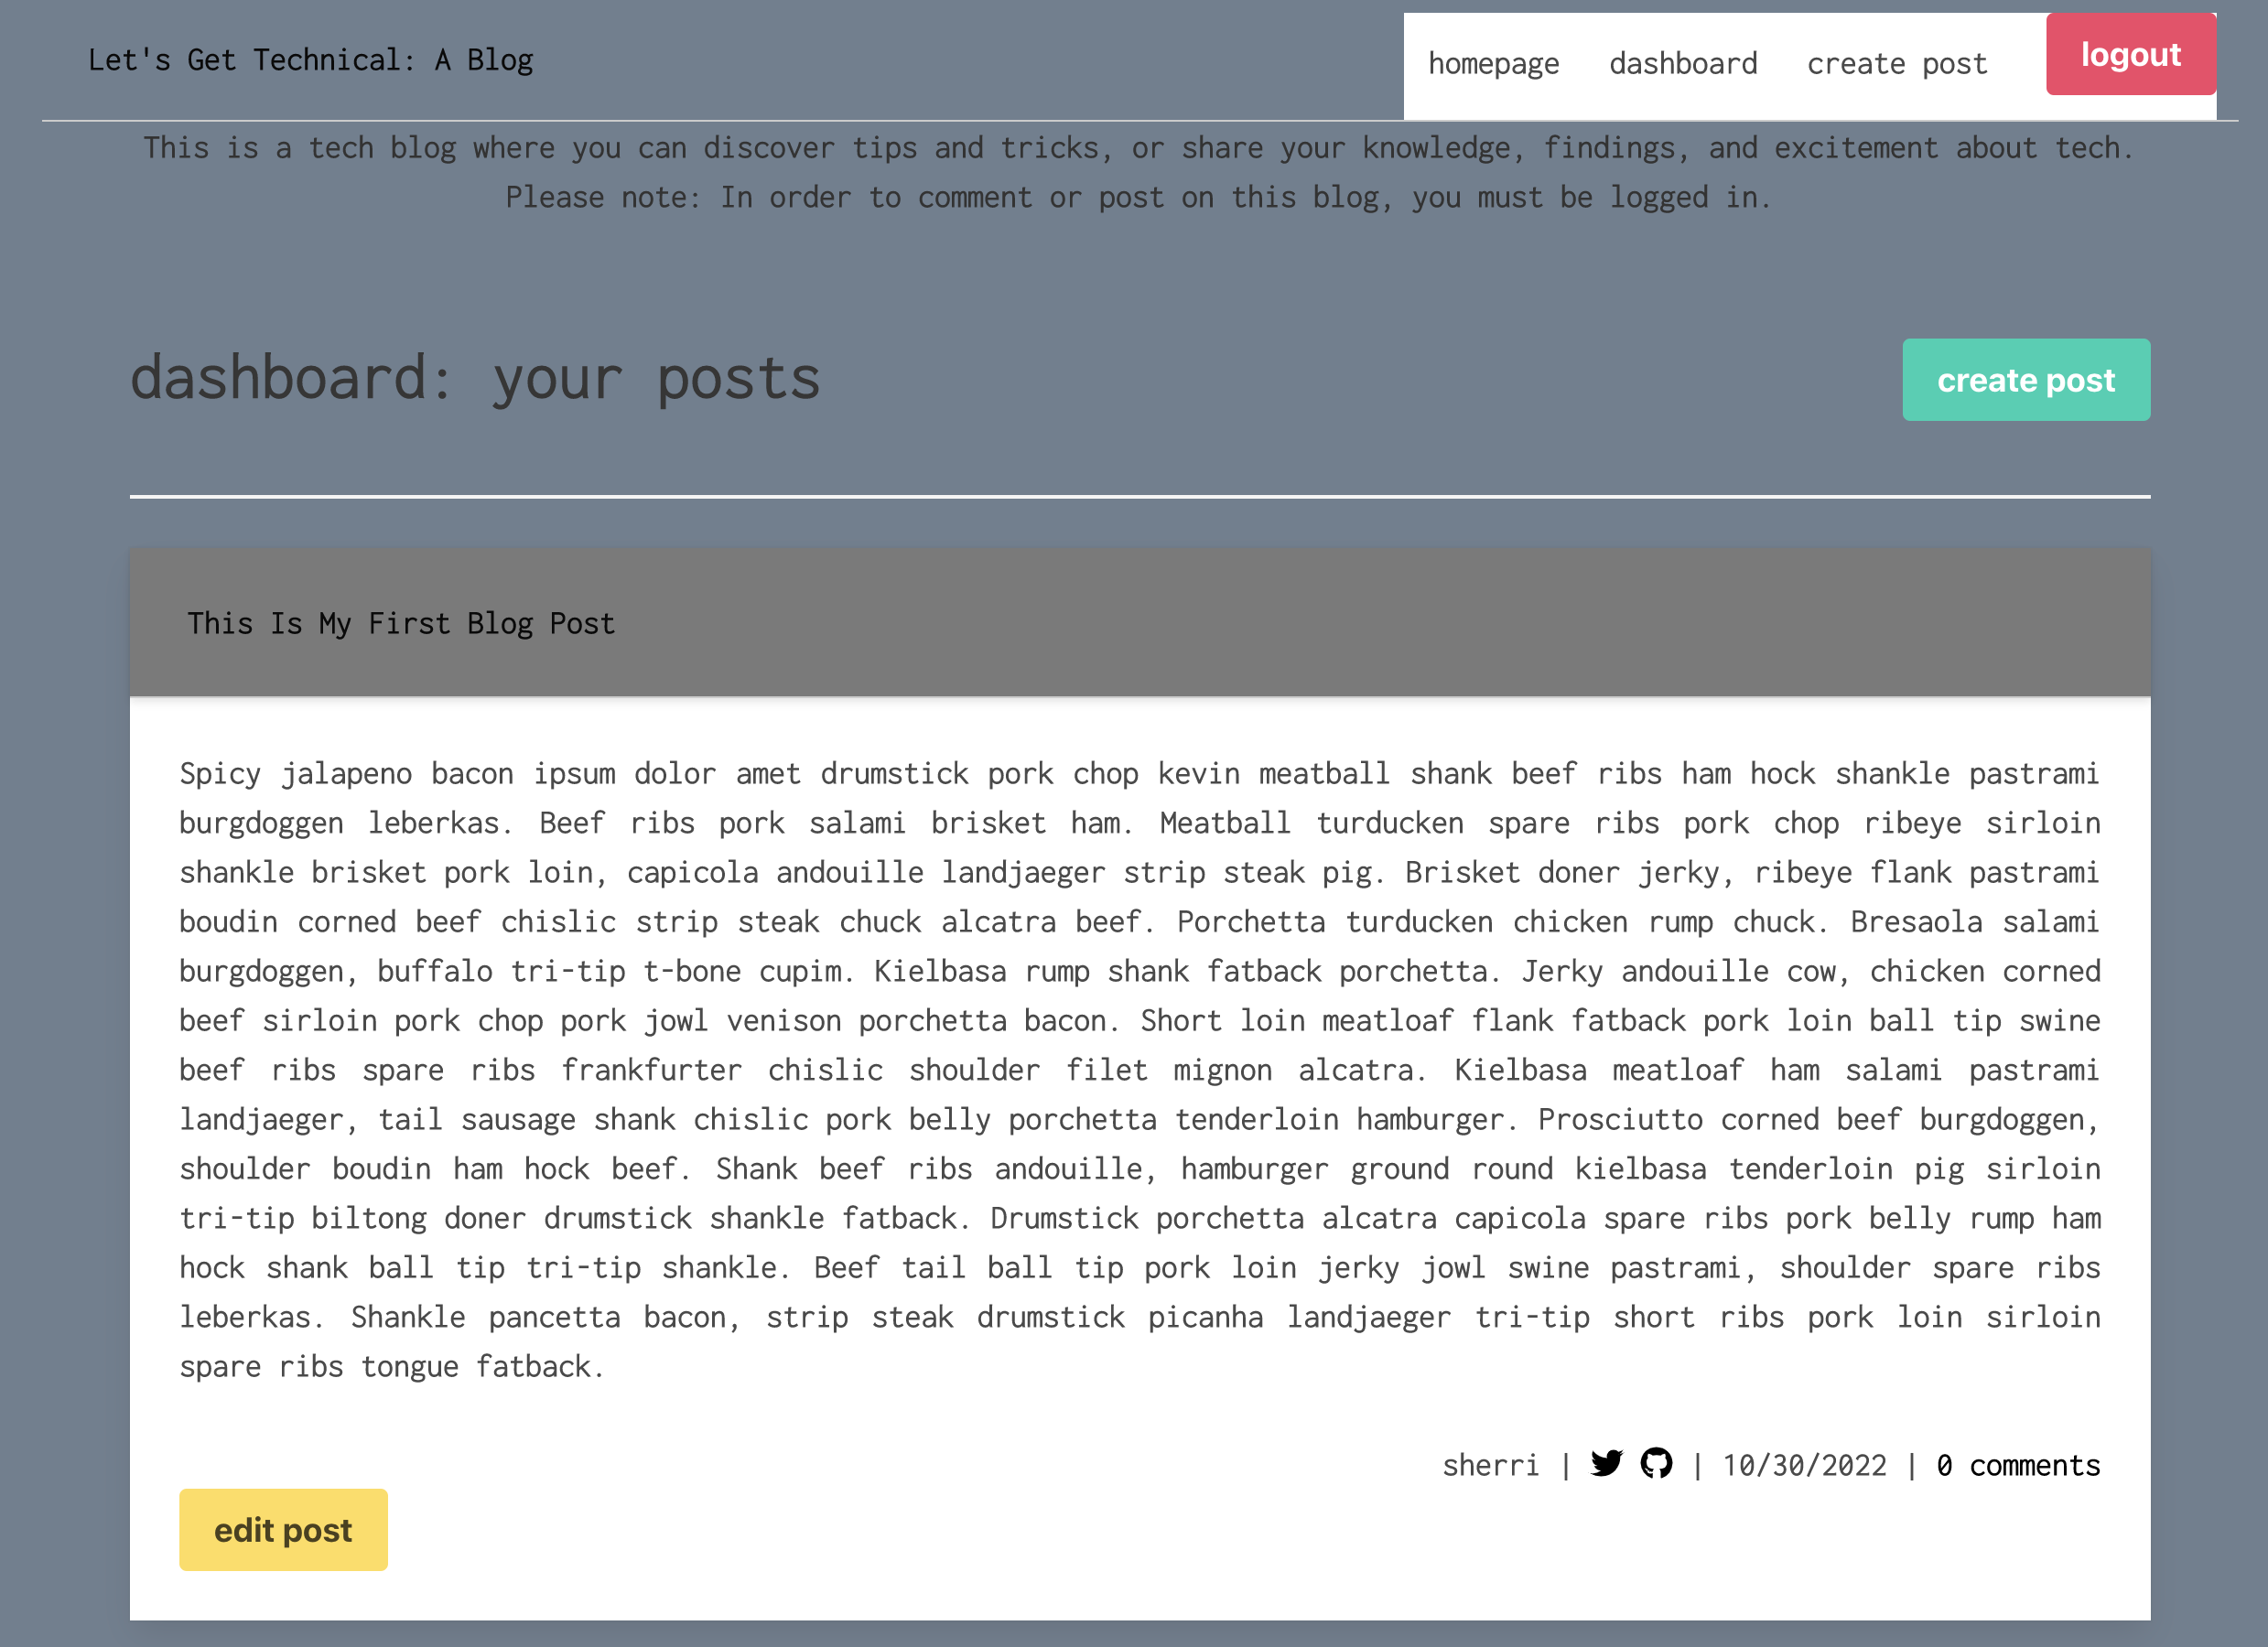 Let's Get Technical: A Blog
homepage dashboard create post logout
This is a tech blog where you can discover tips and tricks, or share your knowledge, findings, and excitement about tech.
Please note: In order to comment or post on this blog, you must be logged in.
dashboard: your posts
create post
This Is My First Blog Post
Spicy jalapeno bacon ipsum dolor amet drumstick pork chop kevin meatball shank beef ribs ham hock shankle pastrami
burgdoggen leberkas. Beef ribs pork salami brisket ham. Meatball turducken spare ribs pork chop ribeye sirloin
shankle brisket pork loin, capicola andouille landjaeger strip steak pig. Brisket doner jerky, ribeye flank pastrami
boudin corned beef chislic strip steak chuck alcatra beef. Porchetta turducken chicken rump chuck. Bresaola salami
burgdoggen, buffalo tri-tip t-bone cupim. Kielbasa rump shank fatback porchetta. Jerky andouille cow, chicken corned
beef sirloin pork chop pork jowl venison porchetta bacon. Short loin meatloaf flank fatback pork loin ball tip swine
beef ribs spare ribs frankfurter chislic shoulder filet mignon alcatra. Kielbasa meatloaf ham salami pastrami
landjaeger, tail sausage shank chislic pork belly porchetta tenderloin hamburger. Prosciutto corned beef burgdoggen,
shoulder boudin ham hock beef. Shank beef ribs andouille, hamburger ground round kielbasa tenderloin pig sirloin
tri-tip biltong doner drumstick shankle fatback. Drumstick porchetta alcatra capicola spare ribs pork belly rump ham
hock shank ball tip tri-tip shankle. Beef tail ball tip pork loin jerky jowl swine pastrami, shoulder spare ribs
leberkas. Shankle pancetta bacon, strip steak drumstick picanha landjaeger tri-tip short ribs pork loin sirloin
spare ribs tongue fatback.
sherri | | 10/30/2022 | 0 comments
edit post